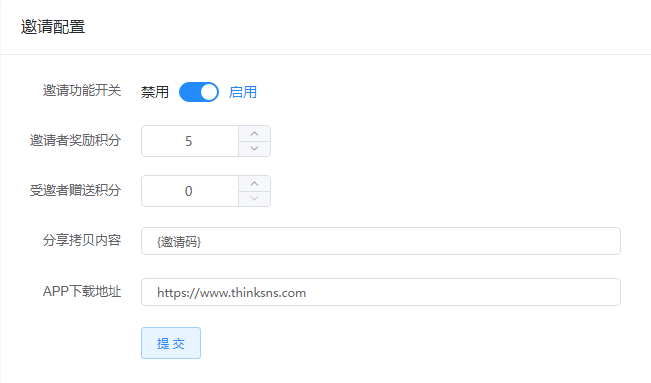 邀请配置
邀请功能开关 禁用 启用
邀请者奖励积分 5
受邀者赠送积分 0
分享拷贝内容 {邀请码}
APP下载地址 https://www.thinksns.com
提 交